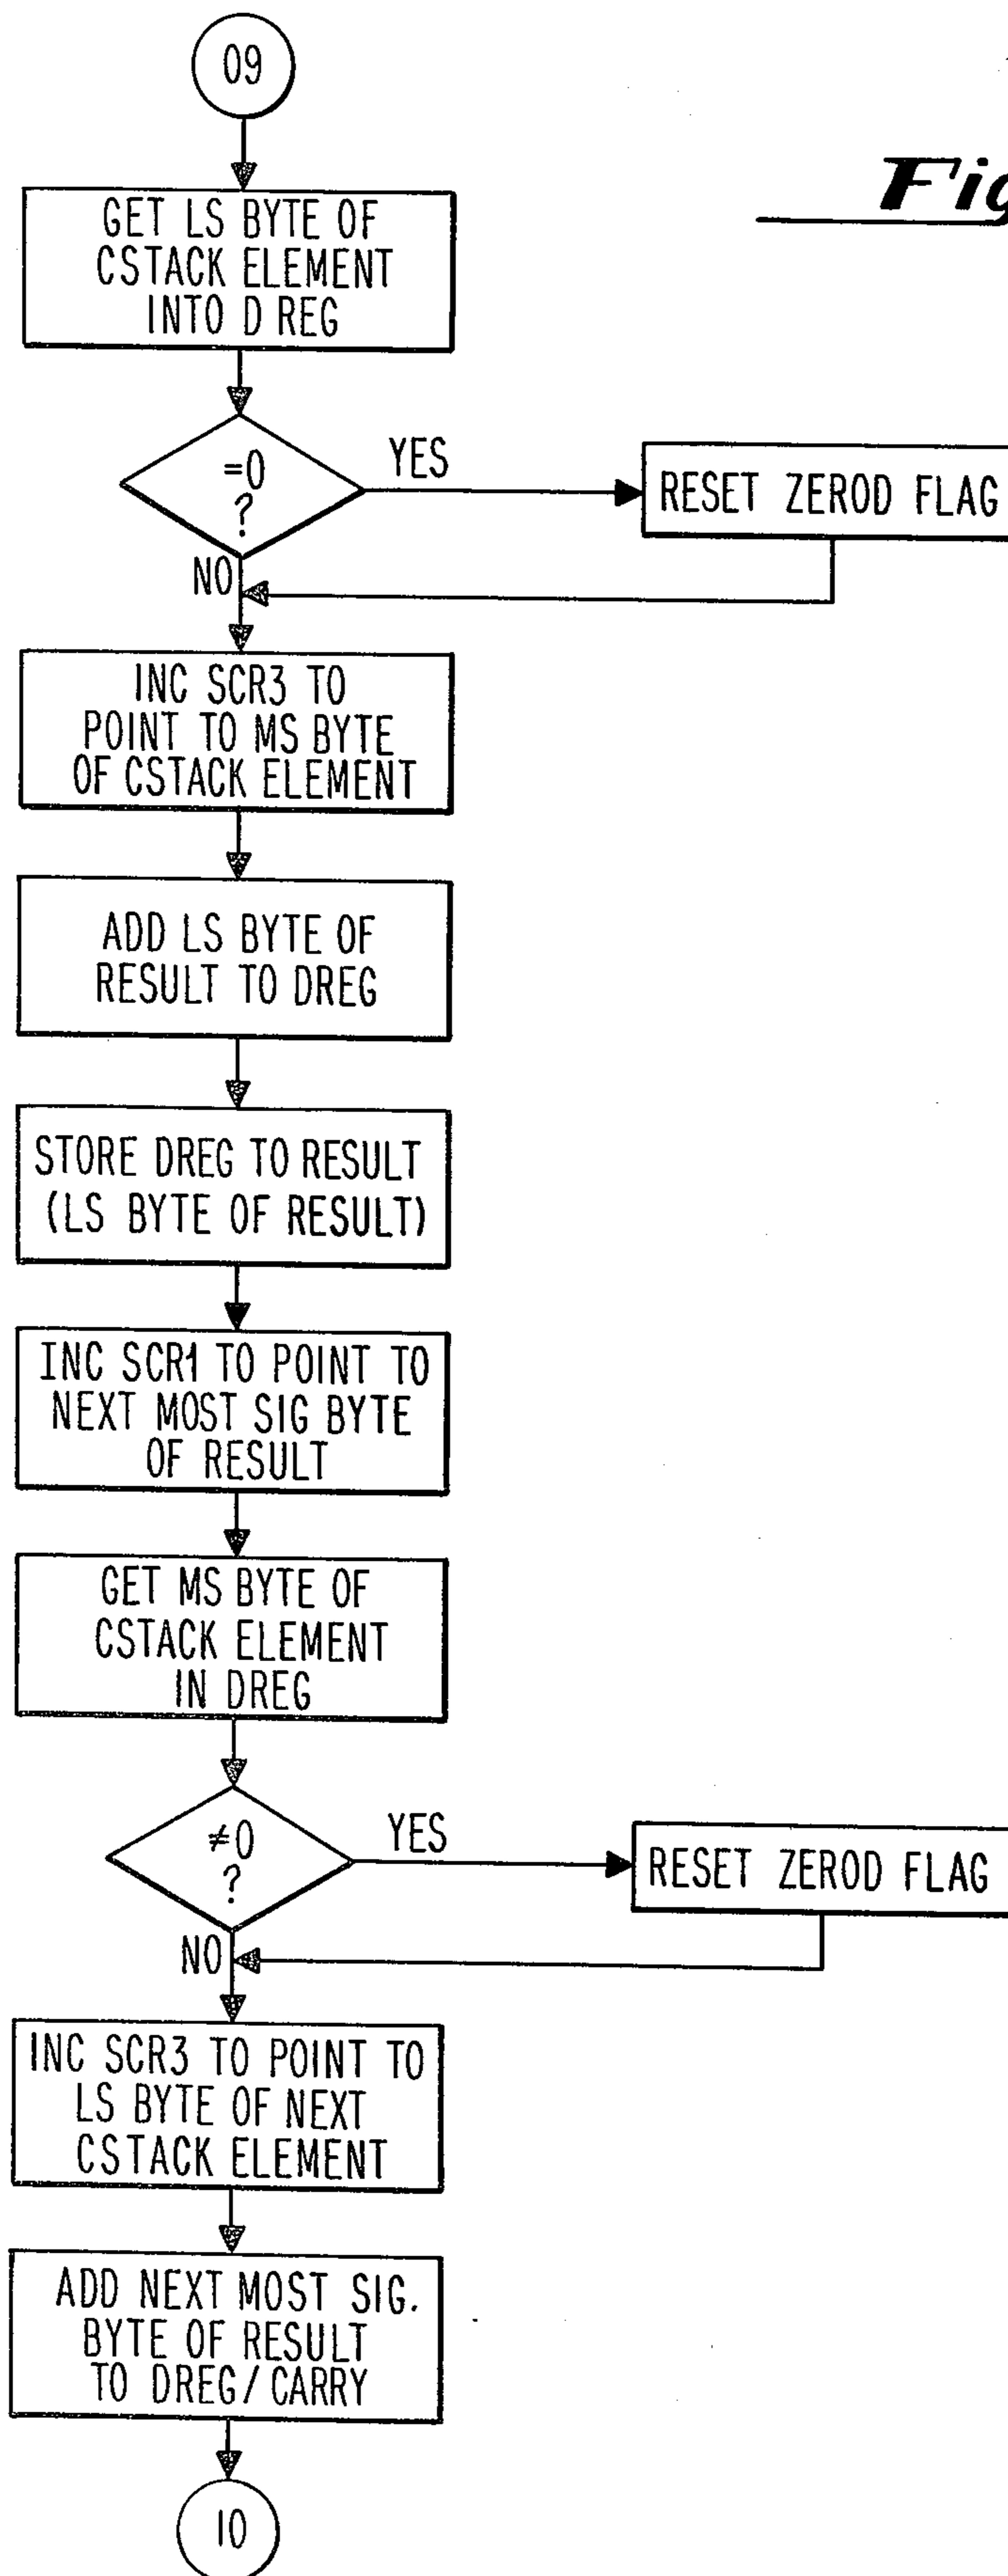 09
Fig
GET LS BYTE OF
CSTACK ELEMENT
INTO D REG
=0
?
YES
RESET ZEROD FLAG
NO
INC SCR3 TO
POINT TO MS BYTE
OF CSTACK ELEMENT
ADD LS BYTE OF
RESULT TO DREG
STORE DREG TO RESULT
(LS BYTE OF RESULT)
INC SCR1 TO POINT TO
NEXT MOST SIG BYTE
OF RESULT
GET MS BYTE OF
CSTACK ELEMENT
IN DREG
≠0
?
YES
RESET ZEROD FLAG
NO
INC SCR3 TO POINT TO
LS BYTE OF NEXT
CSTACK ELEMENT
ADD NEXT MOST SIG.
BYTE OF RESULT
TO DREG/CARRY
10